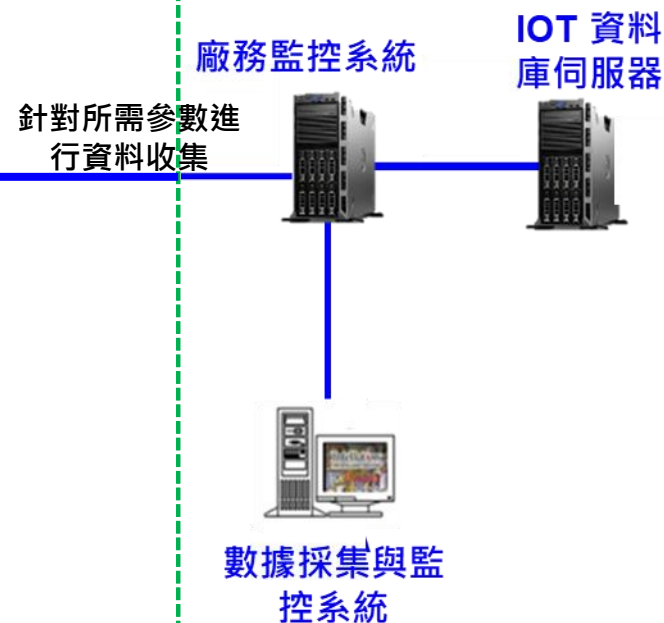 IOT 資料
庫伺服器
廠務監控系統
針對所需參數進
行資料收集
數據採集與監
控系統